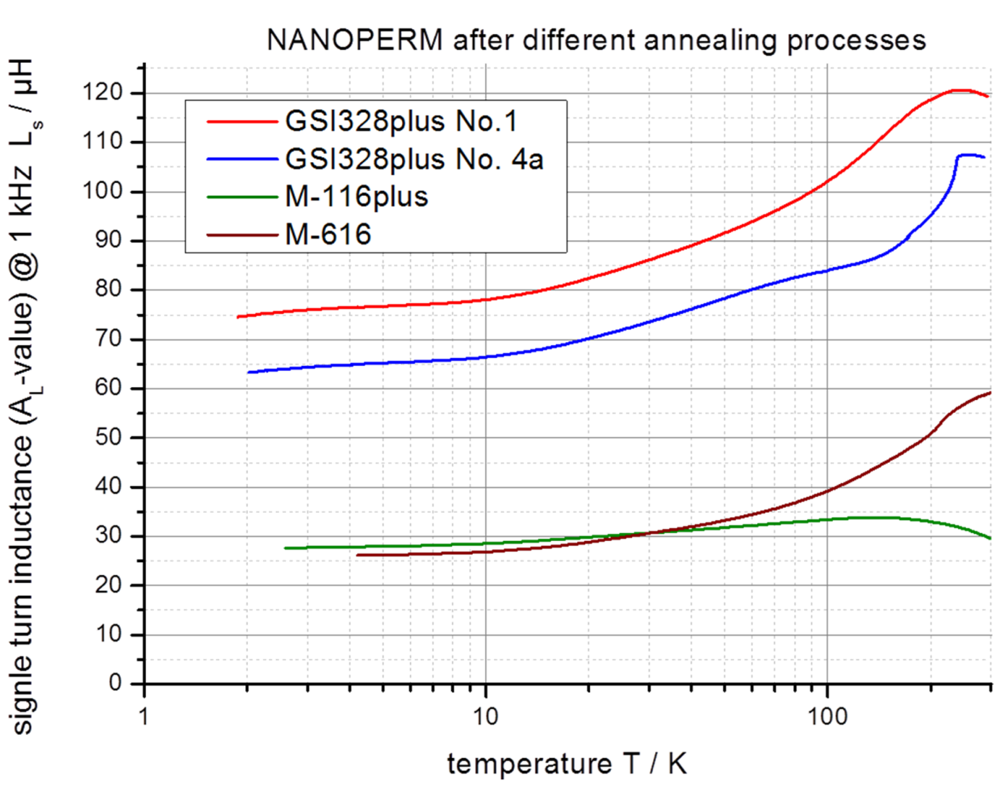 NANOPERM after different annealing processes
signle turn inductance (AL-value) @ 1 kHz Ls / µH
120
110
100
90
80
70
60
50
40
30
20
10
0
GSI328plus No.1
GSI328plus No. 4a
M-116plus
M-616
1 10 100
temperature T / K